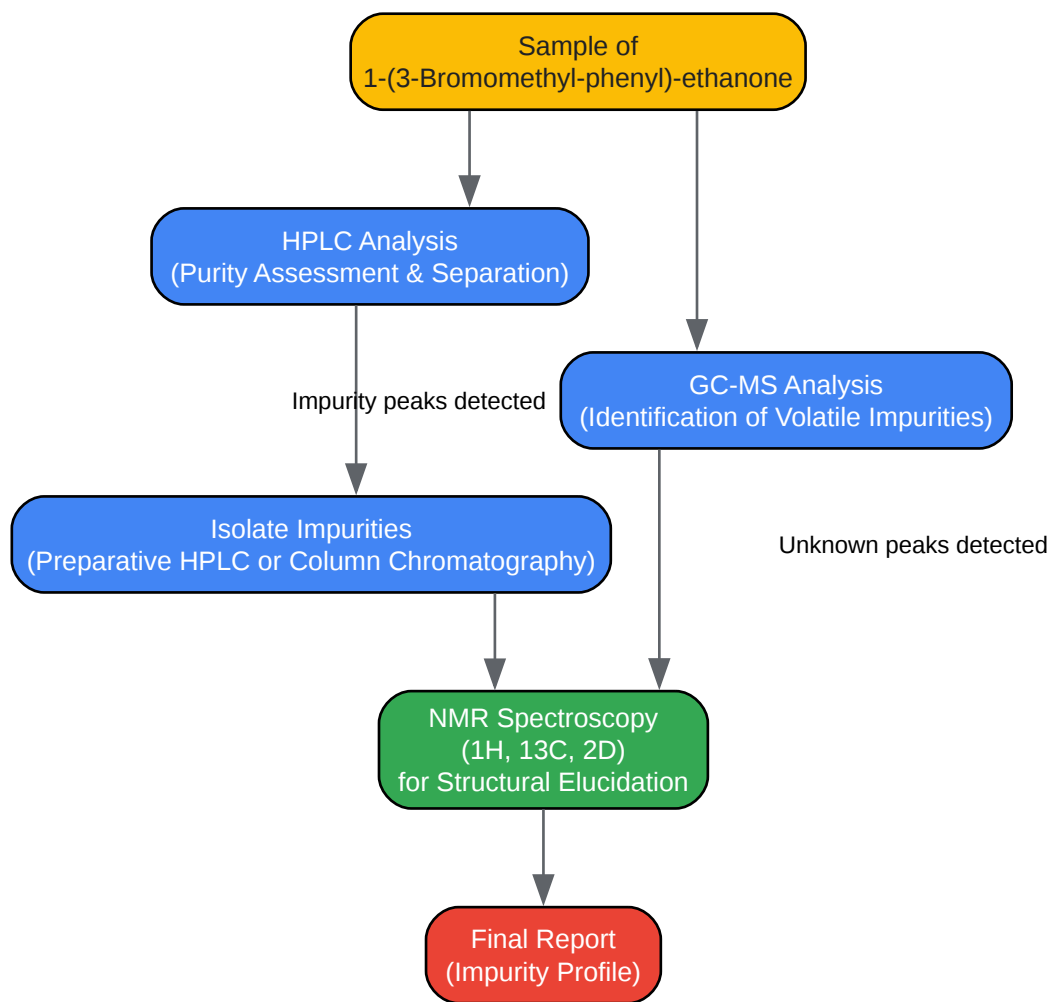 Sample of
1-(3-Bromomethyl-phenyl)-ethanone
HPLC Analysis
(Purity Assessment & Separation)
GC-MS Analysis
(Identification of Volatile Impurities)
Impurity peaks detected
Isolate Impurities
(Preparative HPLC or Column Chromatography)
Unknown peaks detected
NMR Spectroscopy
(1H, 13C, 2D)
for Structural Elucidation
Final Report
(Impurity Profile)